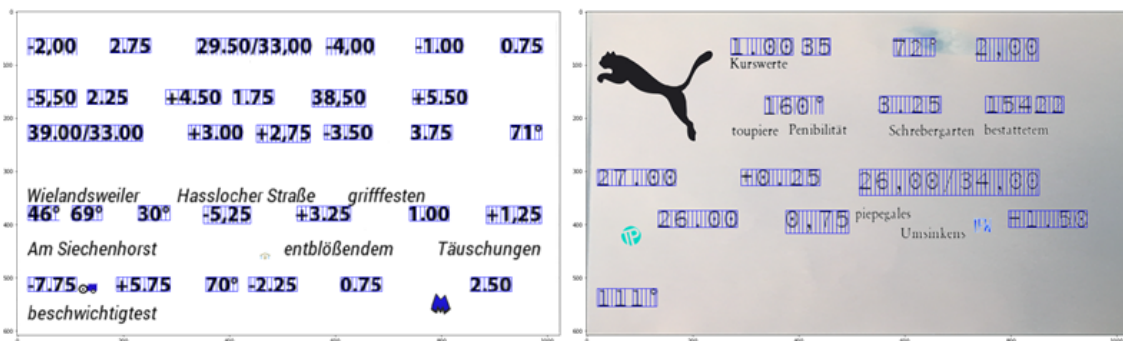 -2,00 2.75 29.50/33,00 -4,00 -1.00 0.75
-5,50 2.25 +4.50 1.75 38,50 +5.50
39.00/33.00 +3.00 +2,75 -3.50 3.75 71°
Wielandsweiler Hasslocher Straße grifffesten
46° 69° 30° -5,25 +3.25 1.00 +1,25
Am Siechenhorst entblößendem Täuschungen
-7.75 +5.75 70° -2.25 0.75 2.50
beschwichtigtest
1.00 35 72° 2,00
Kurswerte
160° 3.25 15422
toupiere Penibilität Schrebergarten bestattetem
27.00 +0.25 26,00/34.00
26.00 0,75 piepegales -1.50
Umsinkens
111°